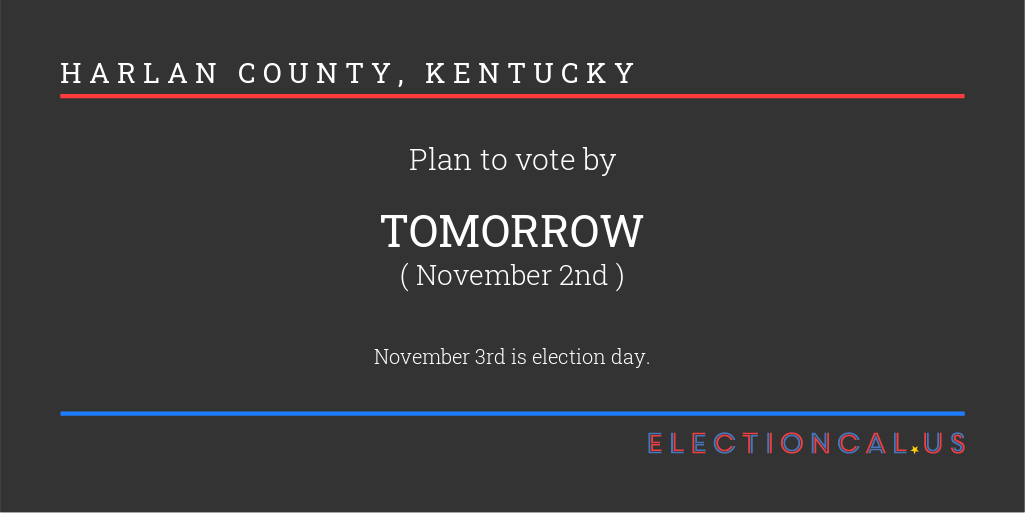 HARLAN COUNTY, KENTUCKY
Plan to vote by
TOMORROW
( November 2nd )
November 3rd is election day.
ELECTIONCAL.US